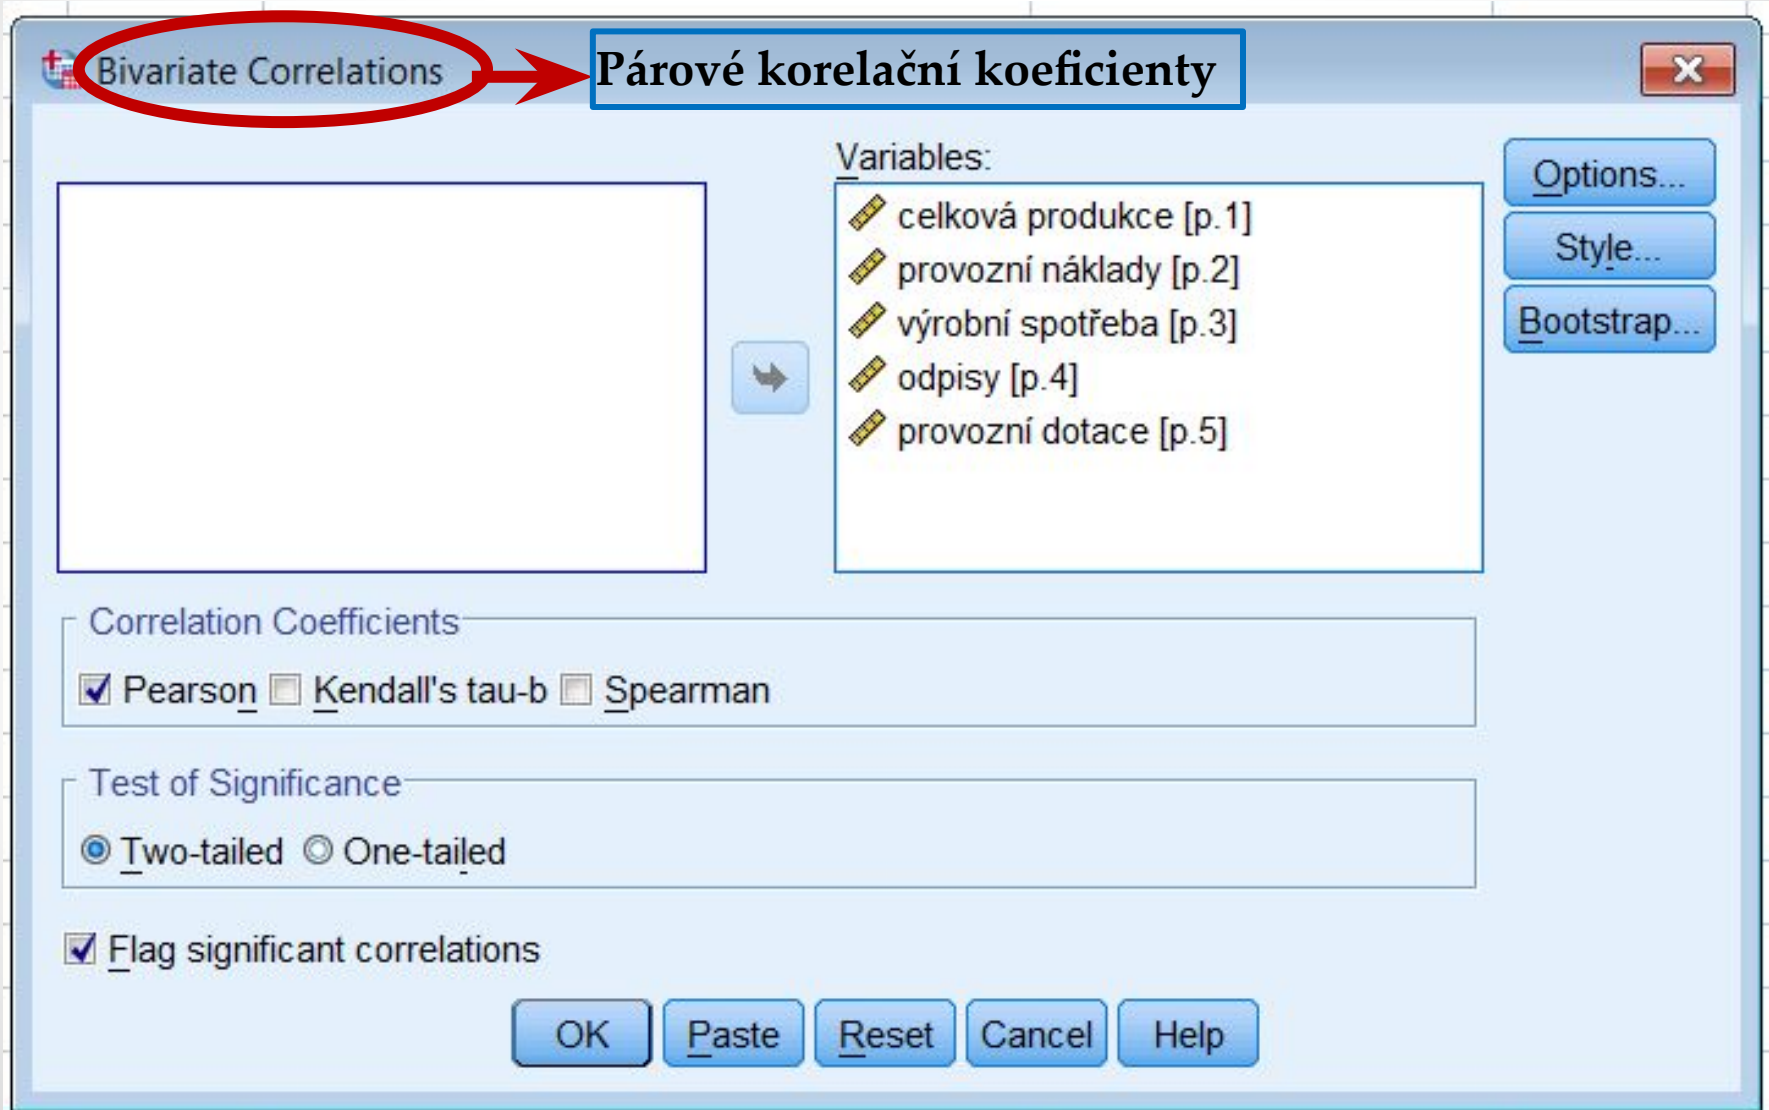 Bivariate Correlations
Párové korelační koeficienty
Variables:
celková produkce [p.1]
provozní náklady [p.2]
výrobní spotřeba [p.3]
odpisy [p.4]
provozní dotace [p.5]
Options...
Style...
Bootstrap...
Correlation Coefficients
Pearson Kendall's tau-b Spearman
Test of Significance
Two-tailed One-tailed
Flag significant correlations
OK Paste Reset Cancel Help